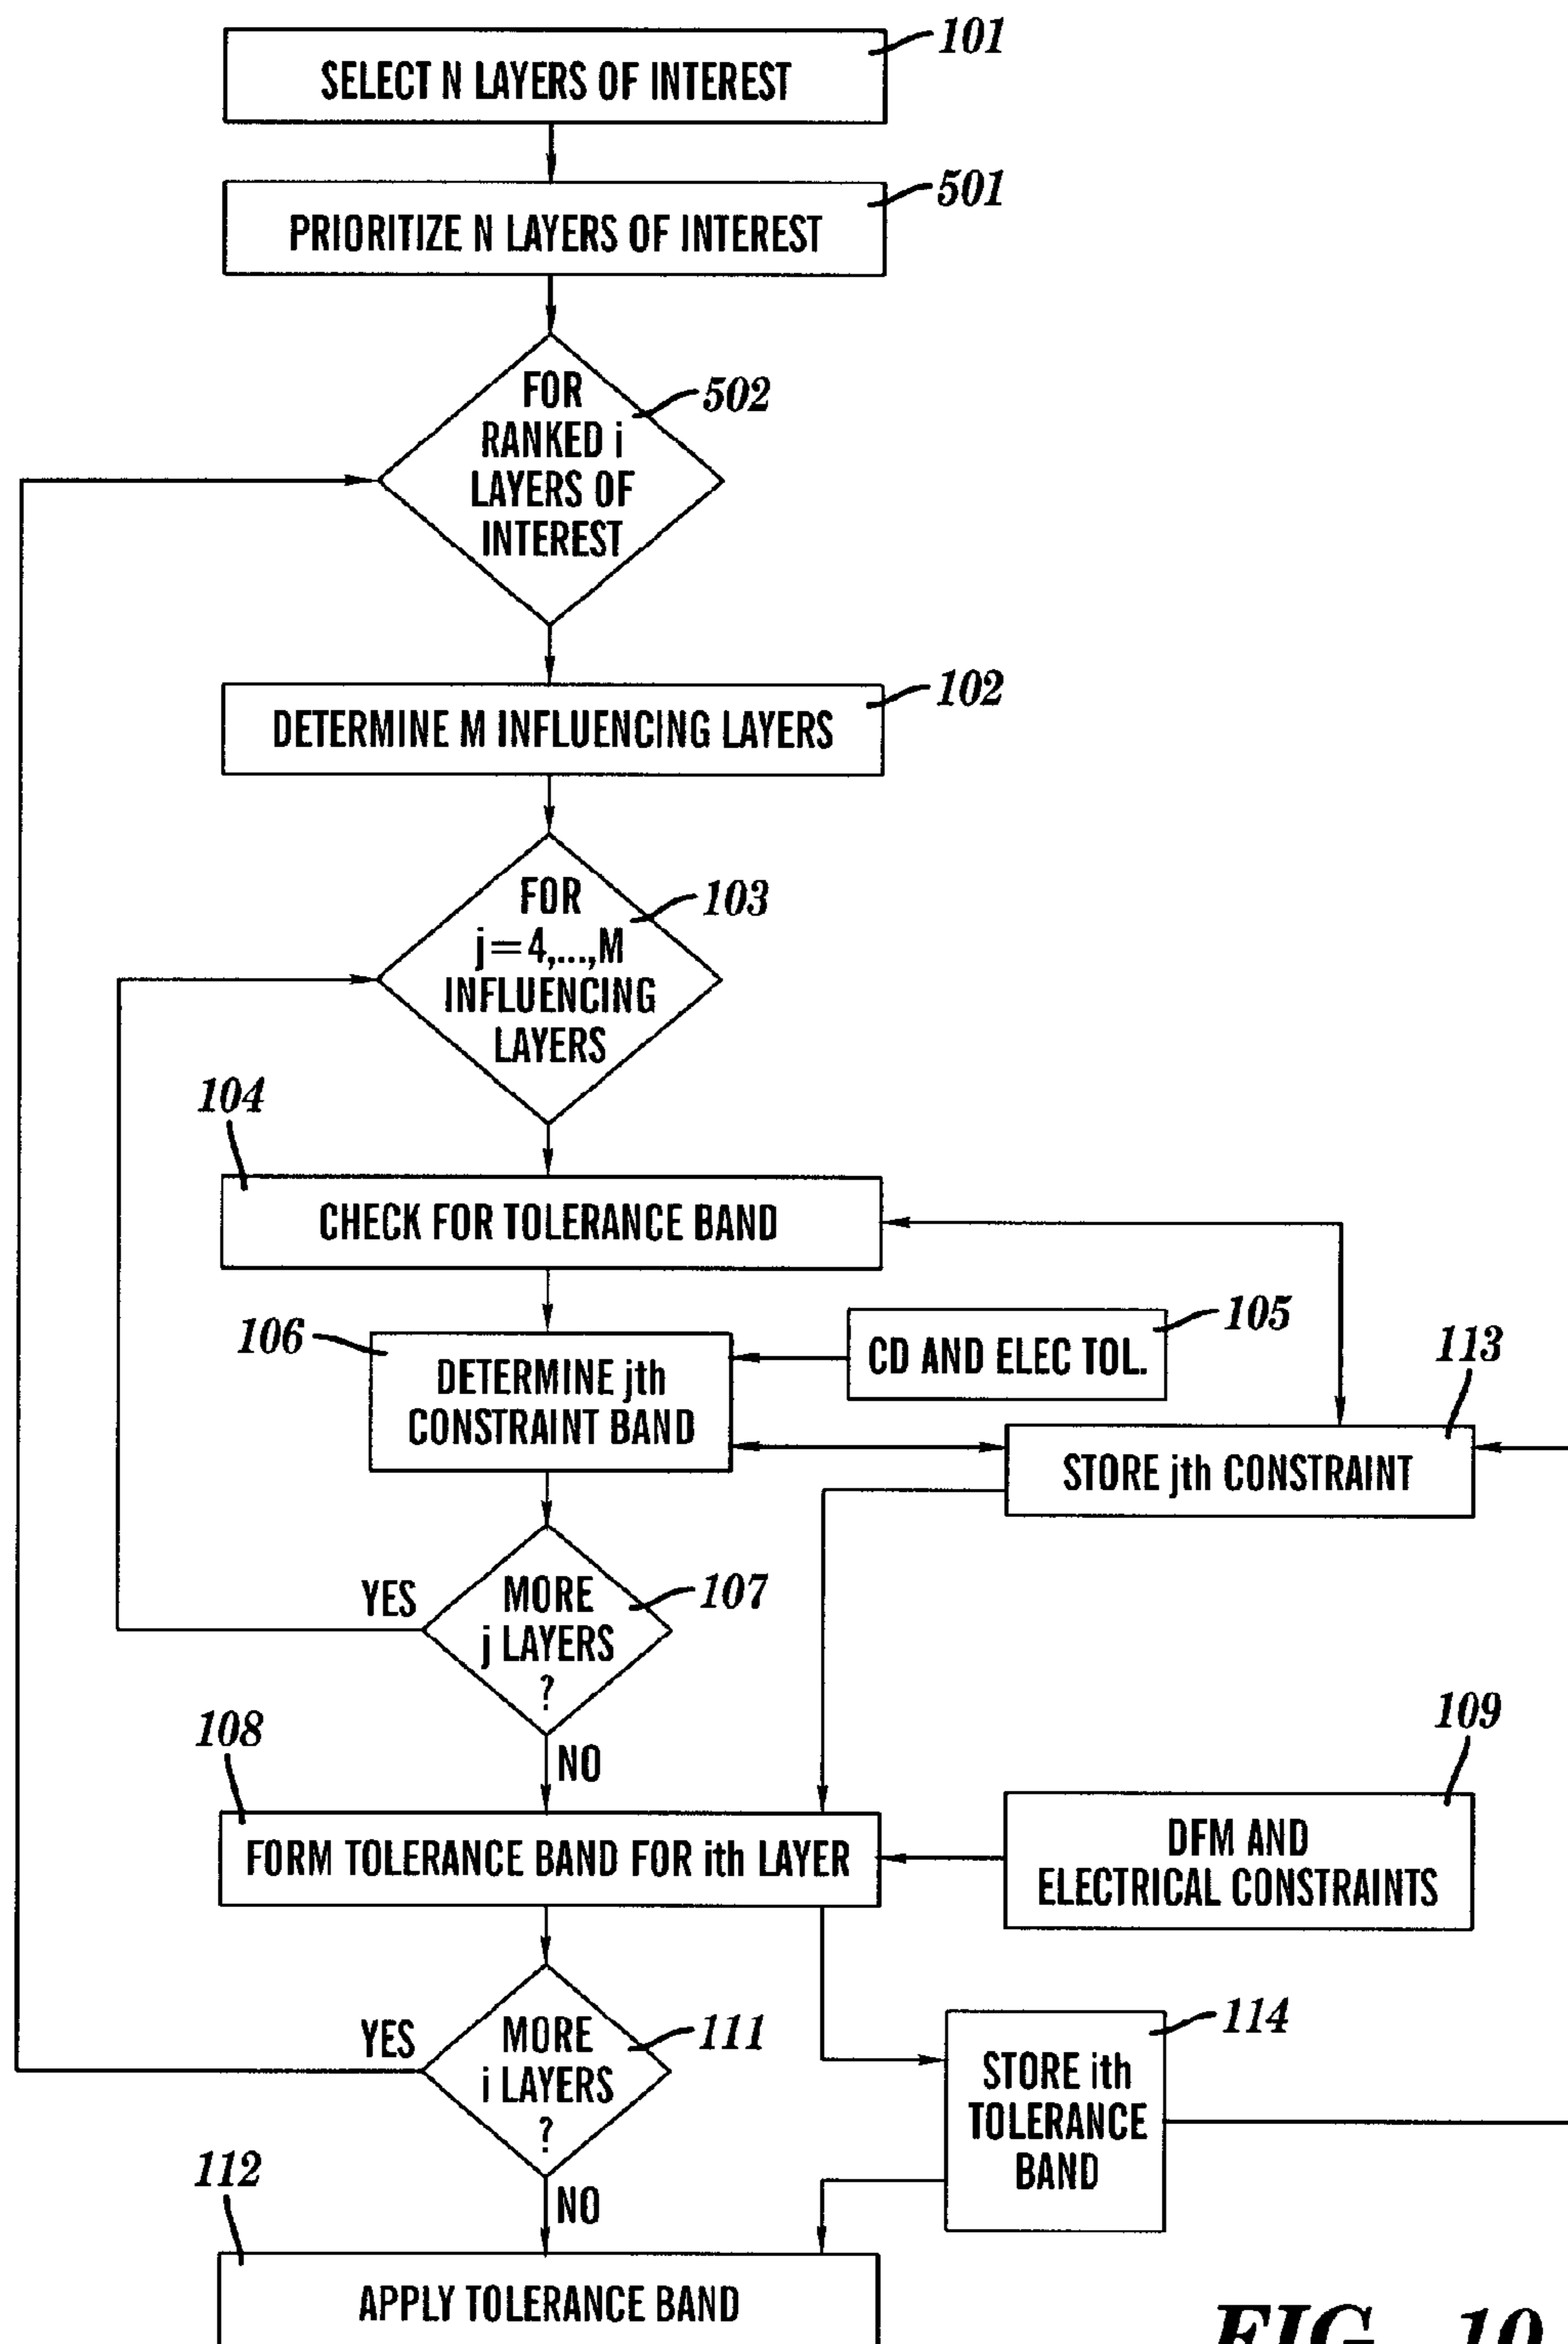 101
SELECT N LAYERS OF INTEREST
501
PRIORITIZE N LAYERS OF INTEREST
FOR
RANKED i
LAYERS OF
INTEREST
502
102
DETERMINE M INFLUENCING LAYERS
FOR
j=4,...,M
INFLUENCING
LAYERS
103
104
CHECK FOR TOLERANCE BAND
106
DETERMINE jth
CONSTRAINT BAND
CD AND ELEC TOL.
105
113
STORE jth CONSTRAINT
YES
MORE
j LAYERS
?
107
NO
108
FORM TOLERANCE BAND FOR ith LAYER
109
DFM AND
ELECTRICAL CONSTRAINTS
YES
MORE
i LAYERS
?
111
NO
114
STORE ith
TOLERANCE
BAND
112
APPLY TOLERANCE BAND
FIG. 10